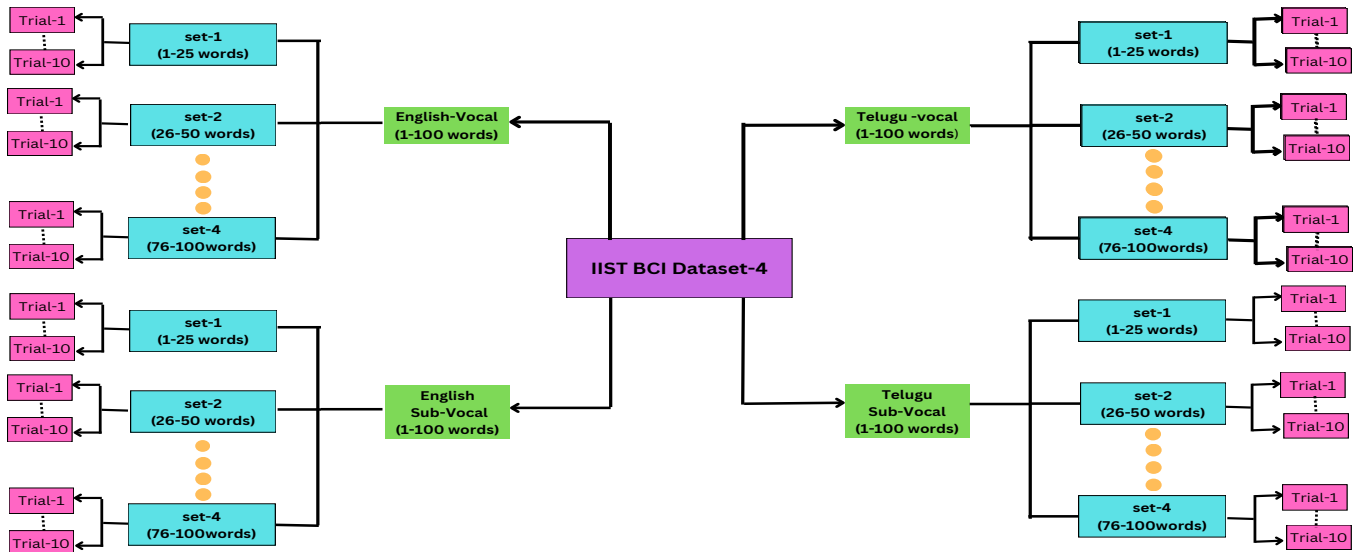 Trial-1
Trial-10
set-1
(1-25 words)
Trial-1
Trial-10
set-2
(26-50 words)
Trial-1
Trial-10
set-4
(76-100words)
English-Vocal
(1-100 words)
Telugu -vocal
(1-100 words)
set-1
(1-25 words)
Trial-1
Trial-10
set-2
(26-50 words)
Trial-1
Trial-10
set-4
(76-100words)
Trial-1
Trial-10
IIST BCI Dataset-4
Trial-1
Trial-10
set-1
(1-25 words)
Trial-1
Trial-10
set-2
(26-50 words)
Trial-1
Trial-10
set-4
(76-100words)
English
Sub-Vocal
(1-100 words)
Telugu
Sub-Vocal
(1-100 words)
set-1
(1-25 words)
Trial-1
Trial-10
set-2
(26-50 words)
Trial-1
Trial-10
set-4
(76-100words)
Trial-1
Trial-10